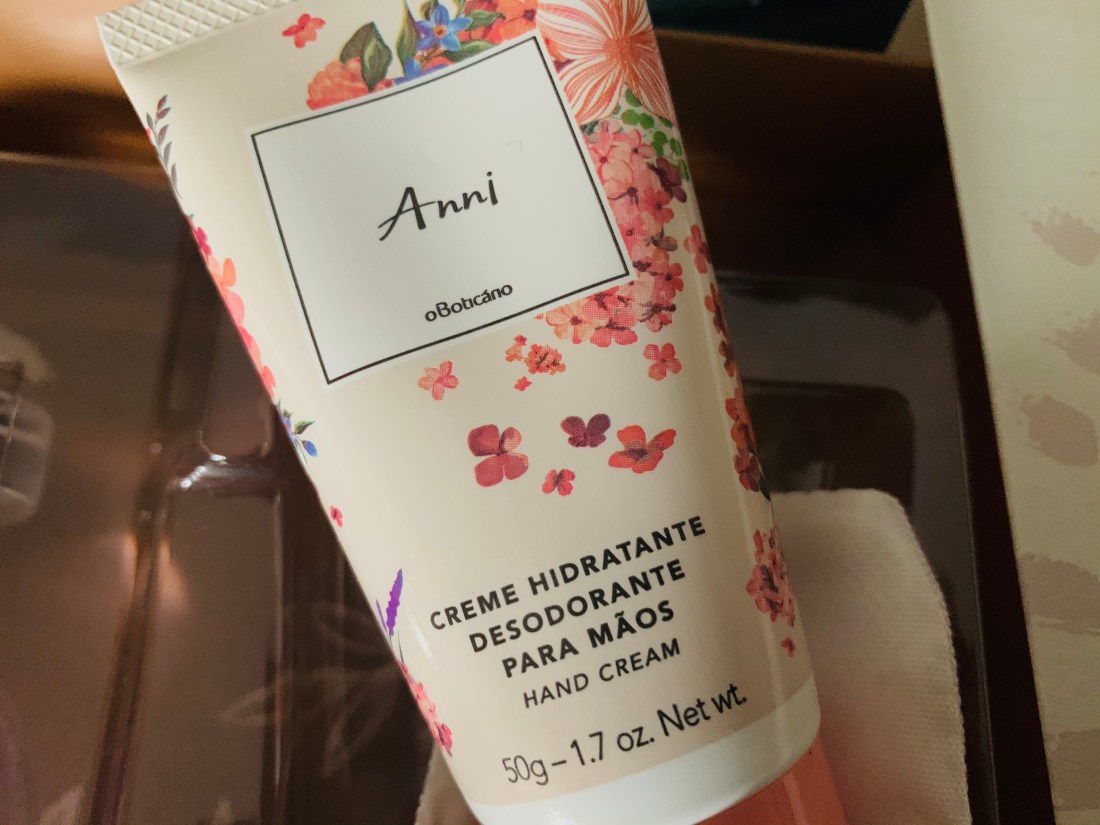 Anni
oBoticário
CREME HIDRATANTE
DESODORANTE
PARA MÃOS
HAND CREAM
50g – 1.7 oz. Net wt.